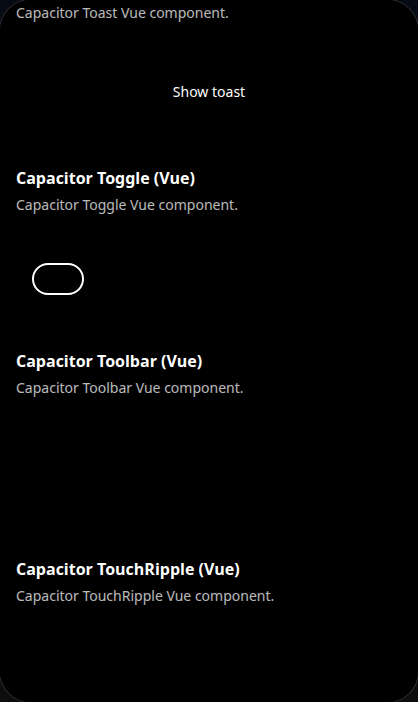 Capacitor Toast Vue component.
Show toast
Capacitor Toggle (Vue)
Capacitor Toggle Vue component.
Capacitor Toolbar (Vue)
Capacitor Toolbar Vue component.
Capacitor TouchRipple (Vue)
Capacitor TouchRipple Vue component.